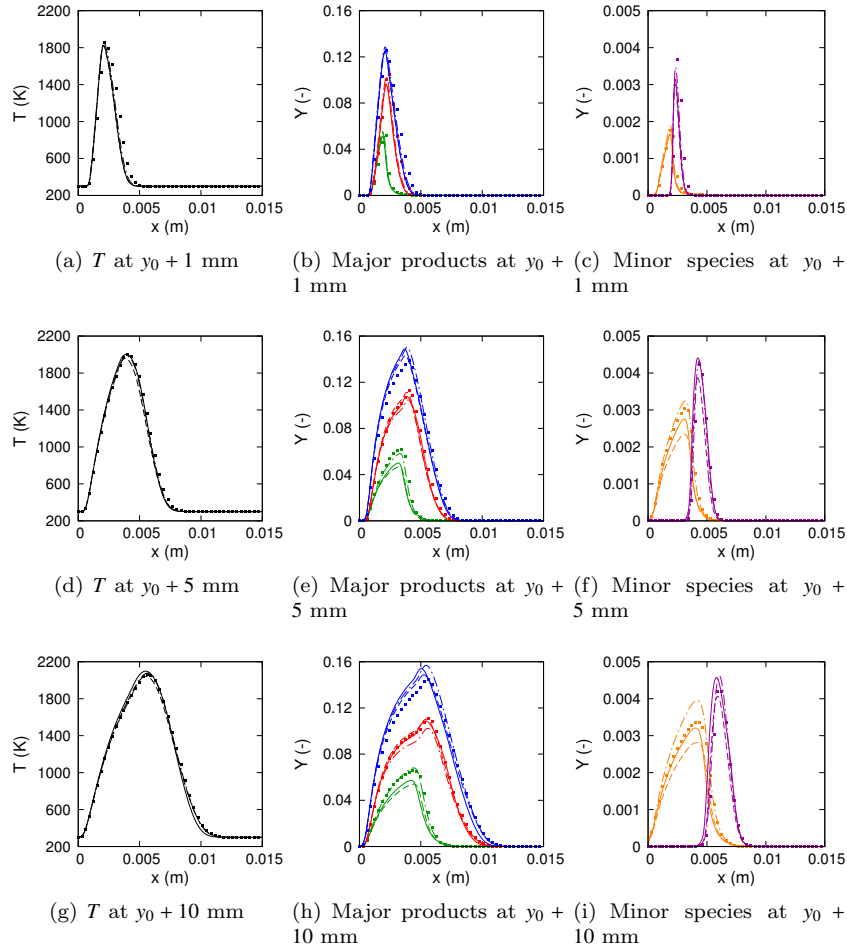 2200
1800
1400
1000
600
200
T (K)
0 0.005 0.01 0.015
x (m)
0.16
0.12
0.08
0.04
0
Y (-)
0 0.005 0.01 0.015
x (m)
0.005
0.004
0.003
0.002
0.001
0
Y (-)
0 0.005 0.01 0.015
x (m)
(a) T at y0 + 1 mm
(b) Major products at y0 +
1 mm
(c) Minor species at y0 +
1 mm
2200
1800
1400
1000
600
200
T (K)
0 0.005 0.01 0.015
x (m)
0.16
0.12
0.08
0.04
0
Y (-)
0 0.005 0.01 0.015
x (m)
0.005
0.004
0.003
0.002
0.001
0
Y (-)
0 0.005 0.01 0.015
x (m)
(d) T at y0 + 5 mm
(e) Major products at y0 +
5 mm
(f) Minor species at y0 +
5 mm
2200
1800
1400
1000
600
200
T (K)
0 0.005 0.01 0.015
x (m)
0.16
0.12
0.08
0.04
0
Y (-)
0 0.005 0.01 0.015
x (m)
0.005
0.004
0.003
0.002
0.001
0
Y (-)
0 0.005 0.01 0.015
x (m)
(g) T at y0 + 10 mm
(h) Major products at y0 +
10 mm
(i) Minor species at y0 +
10 mm